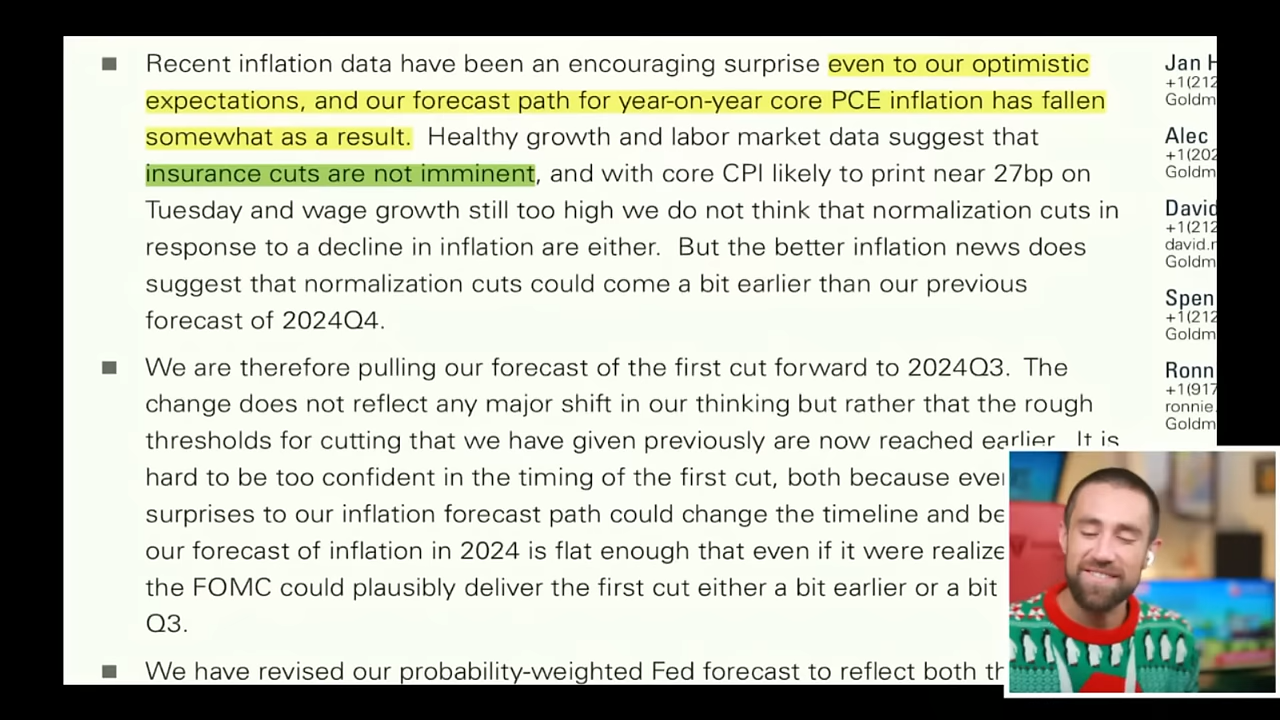 Recent inflation data have been an encouraging surprise even to our optimistic
expectations, and our forecast path for year-on-year core PCE inflation has fallen
somewhat as a result. Healthy growth and labor market data suggest that
insurance cuts are not imminent, and with core CPI likely to print near 27bp on
Tuesday and wage growth still too high we do not think that normalization cuts in
response to a decline in inflation are either. But the better inflation news does
suggest that normalization cuts could come a bit earlier than our previous
forecast of 2024Q4.
We are therefore pulling our forecast of the first cut forward to 2024Q3. The
change does not reflect any major shift in our thinking but rather that the rough
thresholds for cutting that we have given previously are now reached earlier. It is
hard to be too confident in the timing of the first cut, both because
surprises to our inflation forecast path could change the timeline and
our forecast of inflation in 2024 is flat enough that even if it were
the FOMC could plausibly deliver the first cut either a bit earlier or a bit
Q3.
We have revised our probability-weighted Fed forecast to reflect both
Jan H
+1(212
Goldm
Alec
+1(202
Goldm
David
+1(212
david.r
Goldm
Spen
+1(212
Goldm
Ronn
+1(917
ronnie.
Goldm